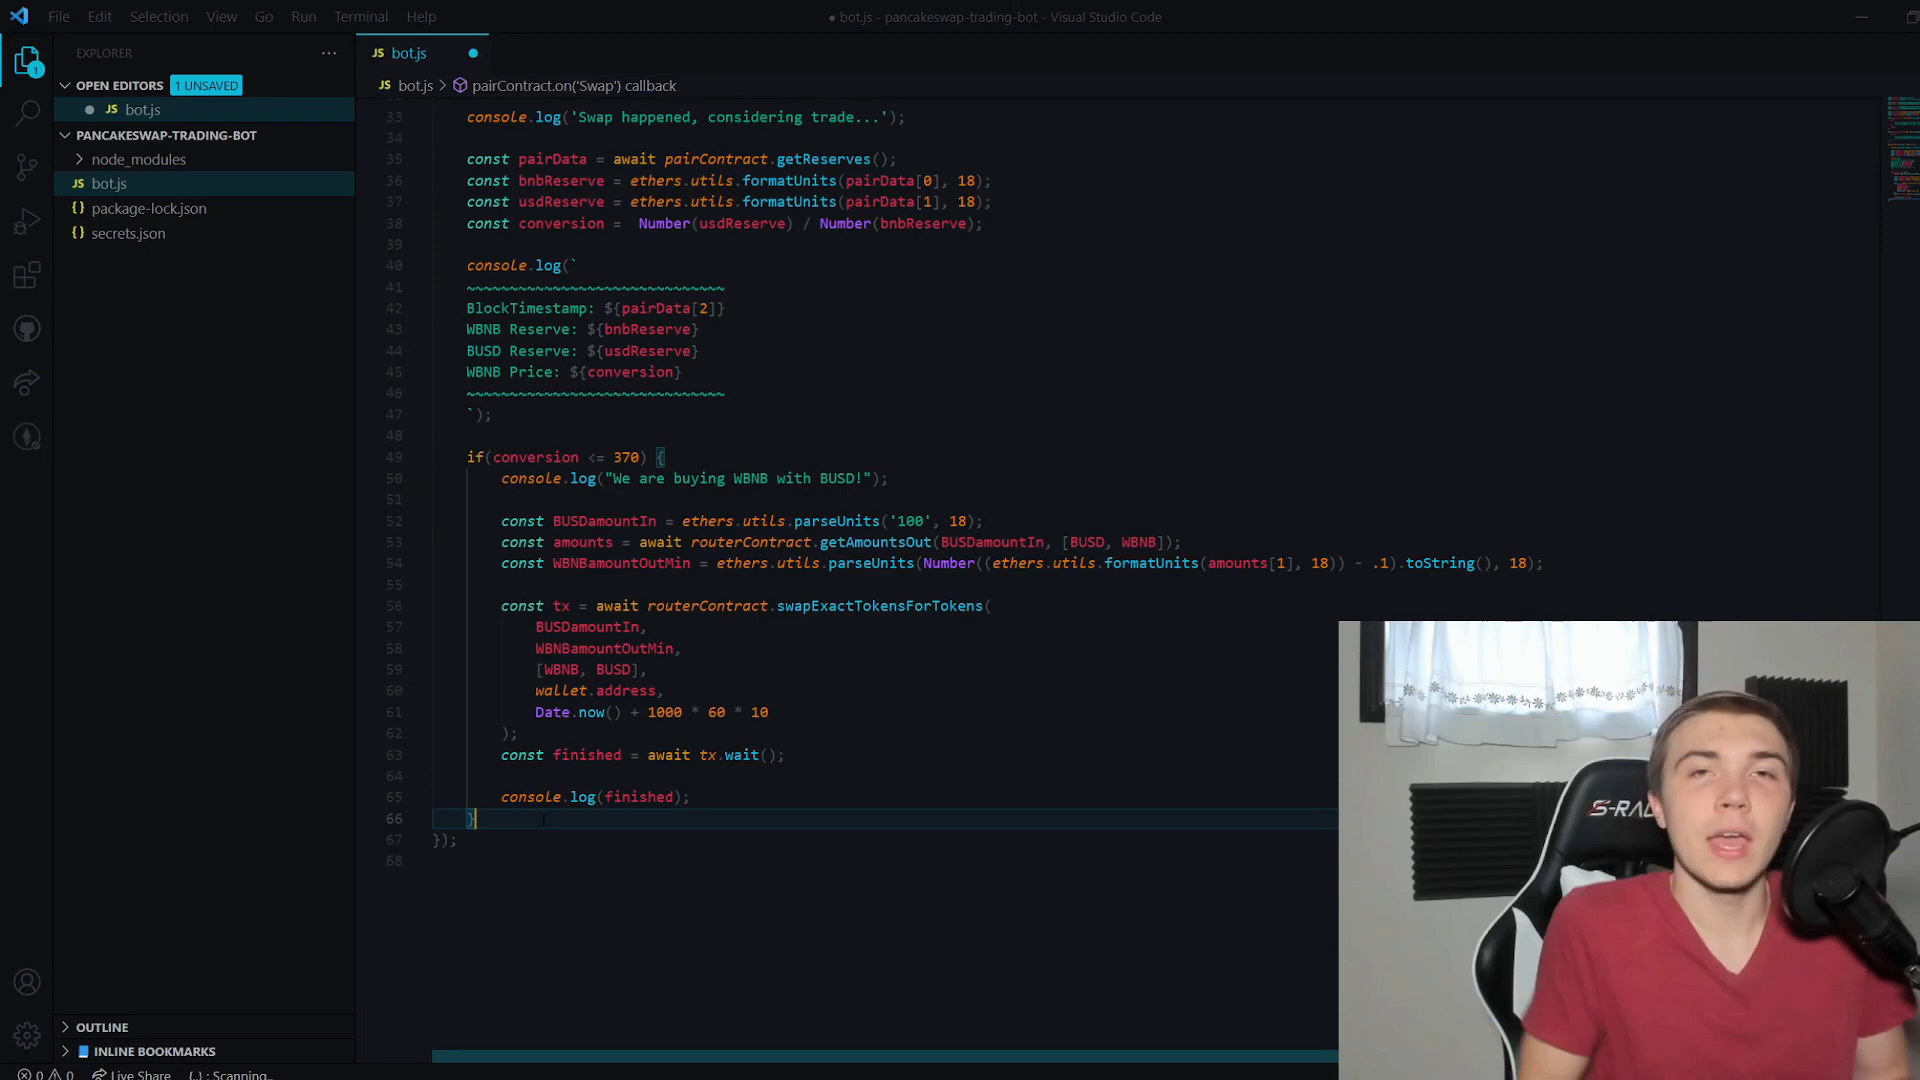 File Edit Selection View Go Run Terminal Help
● bot.js - pancakeswap-trading-bot - Visual Studio Code
EXPLORER ···
OPEN EDITORS 1 UNSAVED
JS bot.js
PANCAKESWAP-TRADING-BOT
node_modules
JS bot.js
{} package-lock.json
{} secrets.json
OUTLINE
INLINE BOOKMARKS
0 0 Live Share {..} : Scanning..
1
JS bot.js
JS bot.js > pairContract.on('Swap') callback
33 console.log('Swap happened, considering trade...');
34
35 const pairData = await pairContract.getReserves();
36 const bnbReserve = ethers.utils.formatUnits(pairData[0], 18);
37 const usdReserve = ethers.utils.formatUnits(pairData[1], 18);
38 const conversion =  Number(usdReserve) / Number(bnbReserve);
39
40 console.log(`
41 ~~~~~~~~~~~~~~~~~~~~~~~~~~~~~~
42 BlockTimestamp: ${pairData[2]}
43 WBNB Reserve: ${bnbReserve}
44 BUSD Reserve: ${usdReserve}
45 WBNB Price: ${conversion}
46 ~~~~~~~~~~~~~~~~~~~~~~~~~~~~~~
47 `);
48
49 if(conversion <= 370) {
50 console.log("We are buying WBNB with BUSD!");
51
52 const BUSDamountIn = ethers.utils.parseUnits('100', 18);
53 const amounts = await routerContract.getAmountsOut(BUSDamountIn, [BUSD, WBNB]);
54 const WBNBamountOutMin = ethers.utils.parseUnits(Number((ethers.utils.formatUnits(amounts[1], 18)) - .1).toString(), 18);
55
56 const tx = await routerContract.swapExactTokensForTokens(
57 BUSDamountIn,
58 WBNBamountOutMin,
59 [WBNB, BUSD],
60 wallet.address,
61 Date.now() + 1000 * 60 * 10
62 );
63 const finished = await tx.wait();
64
65 console.log(finished);
66 }
67 });
68